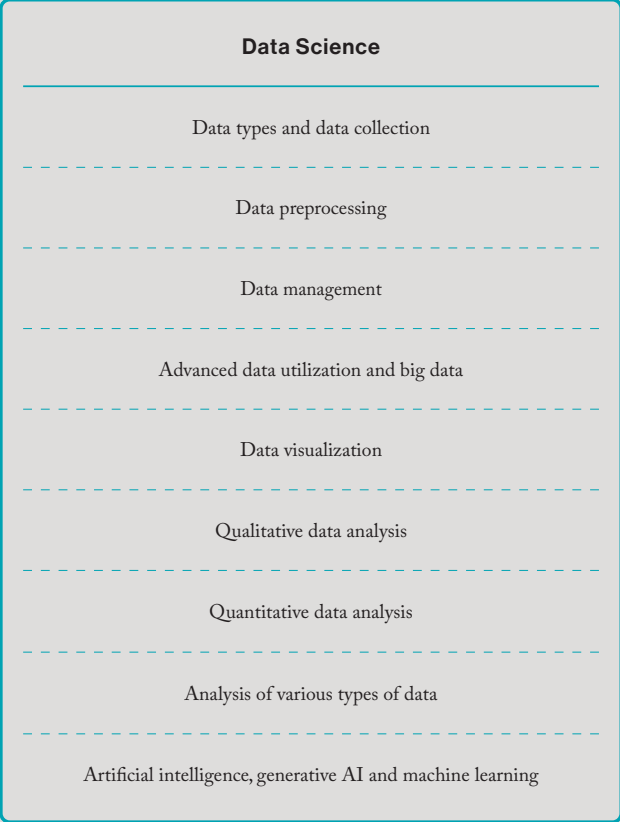 Data Science
Data types and data collection
Data preprocessing
Data management
Advanced data utilization and big data
Data visualization
Qualitative data analysis
Quantitative data analysis
Analysis of various types of data
Artificial intelligence, generative AI and machine learning